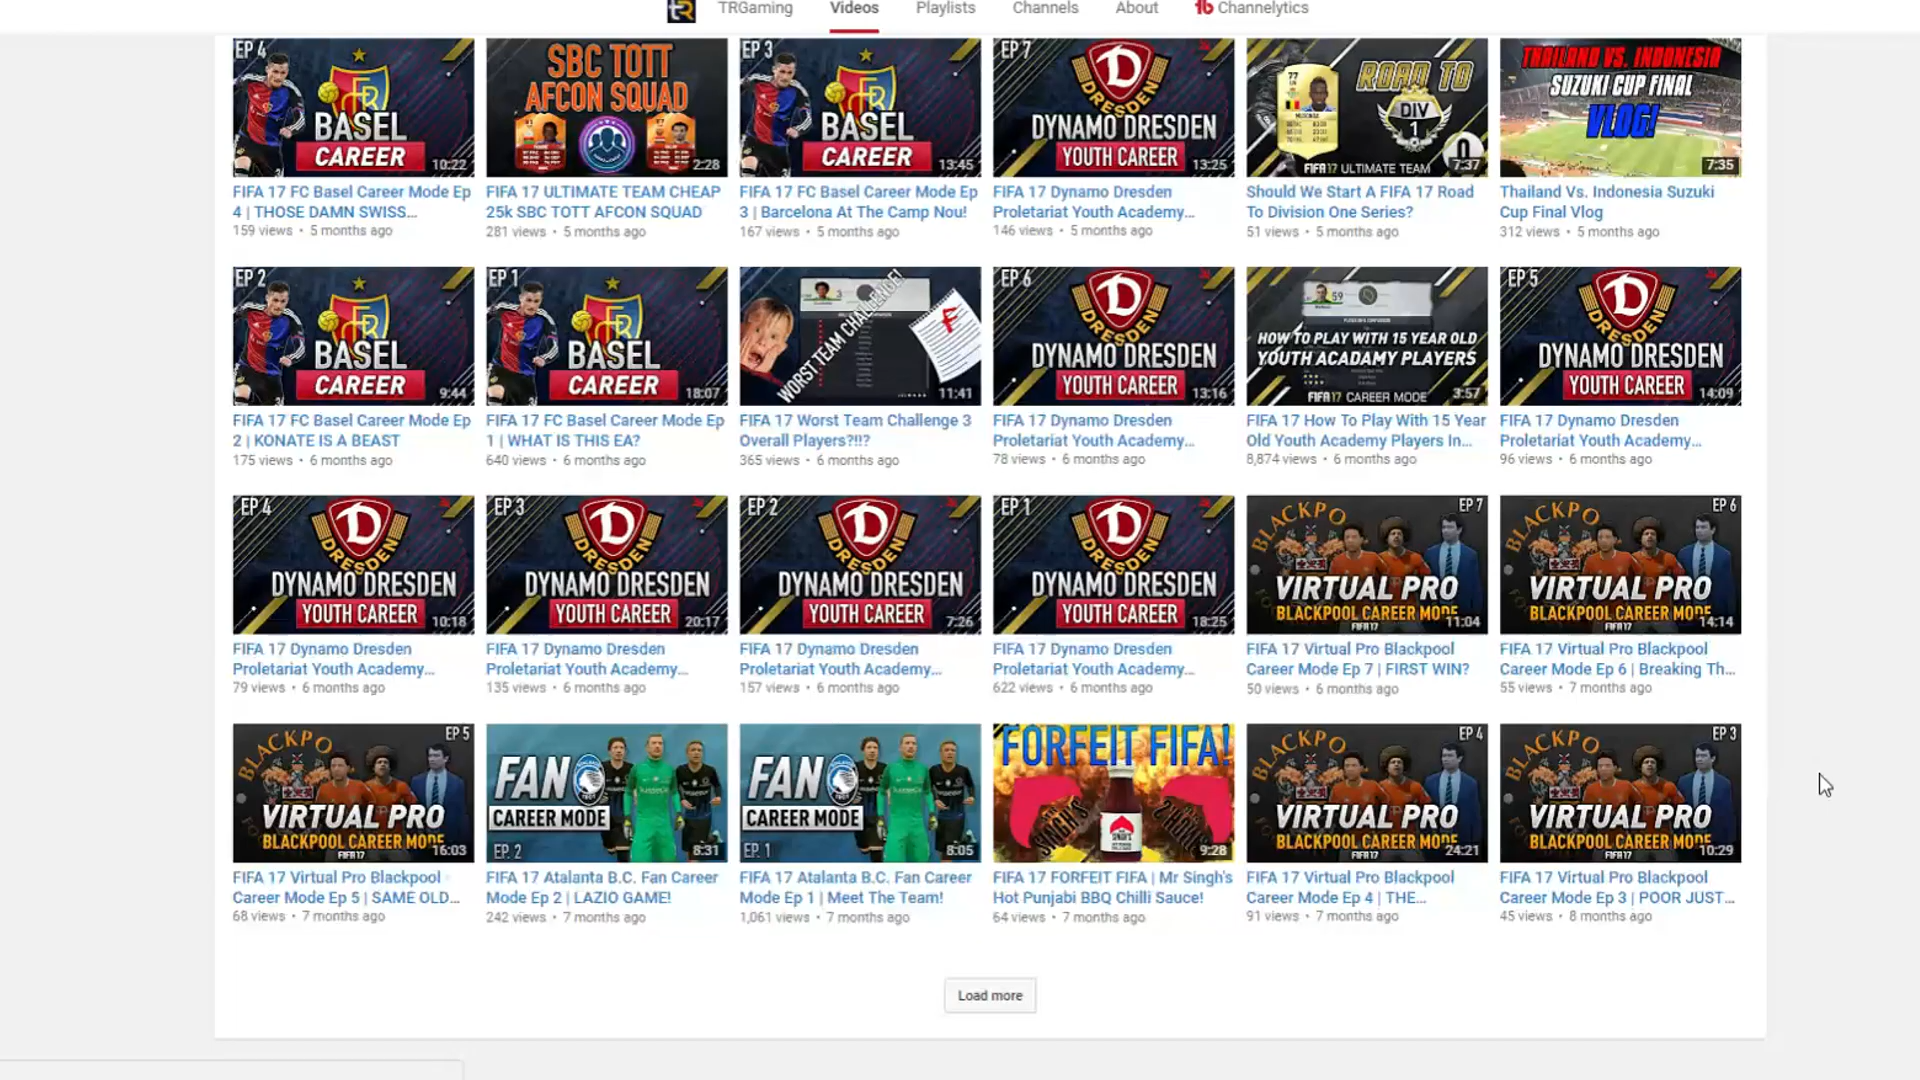 TRGaming Videos Playlists Channels About Channelytics
EP 4
BASEL
CAREER
10:22
FIFA 17 FC Basel Career Mode Ep
4 | THOSE DAMN SWISS...
159 views • 5 months ago
SBC TOTT
AFCON SQUAD
2:28
FIFA 17 ULTIMATE TEAM CHEAP
25k SBC TOTT AFCON SQUAD
281 views • 5 months ago
EP 3
BASEL
CAREER
13:45
FIFA 17 FC Basel Career Mode Ep
3 | Barcelona At The Camp Nou!
167 views • 5 months ago
EP 7
DRESDEN
DYNAMO DRESDEN
YOUTH CAREER
13:25
FIFA 17 Dynamo Dresden
Proletariat Youth Academy...
146 views • 5 months ago
77
ROAD TO
DIV
1
FIFA 17 ULTIMATE TEAM
7:37
Should We Start A FIFA 17 Road
To Division One Series?
51 views • 5 months ago
THAILAND VS. INDONESIA
SUZUKI CUP FINAL
VLOG!
7:35
Thailand Vs. Indonesia Suzuki
Cup Final Vlog
312 views • 5 months ago
EP 2
BASEL
CAREER
9:44
FIFA 17 FC Basel Career Mode Ep
2 | KONATE IS A BEAST
175 views • 6 months ago
EP 1
BASEL
CAREER
18:07
FIFA 17 FC Basel Career Mode Ep
1 | WHAT IS THIS EA?
640 views • 6 months ago
3
WORST TEAM CHALLENGE!
F
11:41
FIFA 17 Worst Team Challenge 3
Overall Players?!!?
365 views • 6 months ago
EP 6
DRESDEN
DYNAMO DRESDEN
YOUTH CAREER
13:16
FIFA 17 Dynamo Dresden
Proletariat Youth Academy...
78 views • 6 months ago
59
HOW TO PLAY WITH 15 YEAR OLD
YOUTH ACADAMY PLAYERS
FIFA 17 CAREER MODE
3:57
FIFA 17 How To Play With 15 Year
Old Youth Academy Players In...
8,874 views • 6 months ago
EP 5
DRESDEN
DYNAMO DRESDEN
YOUTH CAREER
14:09
FIFA 17 Dynamo Dresden
Proletariat Youth Academy...
96 views • 6 months ago
EP 4
DRESDEN
DYNAMO DRESDEN
YOUTH CAREER
10:18
FIFA 17 Dynamo Dresden
Proletariat Youth Academy...
79 views • 6 months ago
EP 3
DRESDEN
DYNAMO DRESDEN
YOUTH CAREER
20:17
FIFA 17 Dynamo Dresden
Proletariat Youth Academy...
135 views • 6 months ago
EP 2
DRESDEN
DYNAMO DRESDEN
YOUTH CAREER
7:26
FIFA 17 Dynamo Dresden
Proletariat Youth Academy...
157 views • 6 months ago
EP 1
DRESDEN
DYNAMO DRESDEN
YOUTH CAREER
18:25
FIFA 17 Dynamo Dresden
Proletariat Youth Academy...
622 views • 6 months ago
EP 7
BLACKPO
VIRTUAL PRO
BLACKPOOL CAREER MODE
FIFA 17
11:04
FIFA 17 Virtual Pro Blackpool
Career Mode Ep 7 | FIRST WIN?
50 views • 6 months ago
EP 6
BLACKPO
VIRTUAL PRO
BLACKPOOL CAREER MODE
FIFA 17
14:14
FIFA 17 Virtual Pro Blackpool
Career Mode Ep 6 | Breaking Th...
55 views • 7 months ago
EP 5
BLACKPO
VIRTUAL PRO
BLACKPOOL CAREER MODE
FIFA 17
16:03
FIFA 17 Virtual Pro Blackpool
Career Mode Ep 5 | SAME OLD...
68 views • 7 months ago
FAN
CAREER MODE
EP. 2
8:31
FIFA 17 Atalanta B.C. Fan Career
Mode Ep 2 | LAZIO GAME!
242 views • 7 months ago
FAN
CAREER MODE
EP. 1
8:05
FIFA 17 Atalanta B.C. Fan Career
Mode Ep 1 | Meet The Team!
1,061 views • 7 months ago
FORFEIT FIFA!
9:28
FIFA 17 FORFEIT FIFA | Mr Singh's
Hot Punjabi BBQ Chilli Sauce!
64 views • 7 months ago
EP 4
BLACKPO
VIRTUAL PRO
BLACKPOOL CAREER MODE
FIFA 17
24:21
FIFA 17 Virtual Pro Blackpool
Career Mode Ep 4 | THE...
91 views • 7 months ago
EP 3
BLACKPO
VIRTUAL PRO
BLACKPOOL CAREER MODE
FIFA 17
10:29
FIFA 17 Virtual Pro Blackpool
Career Mode Ep 3 | POOR JUST...
45 views • 8 months ago
Load more